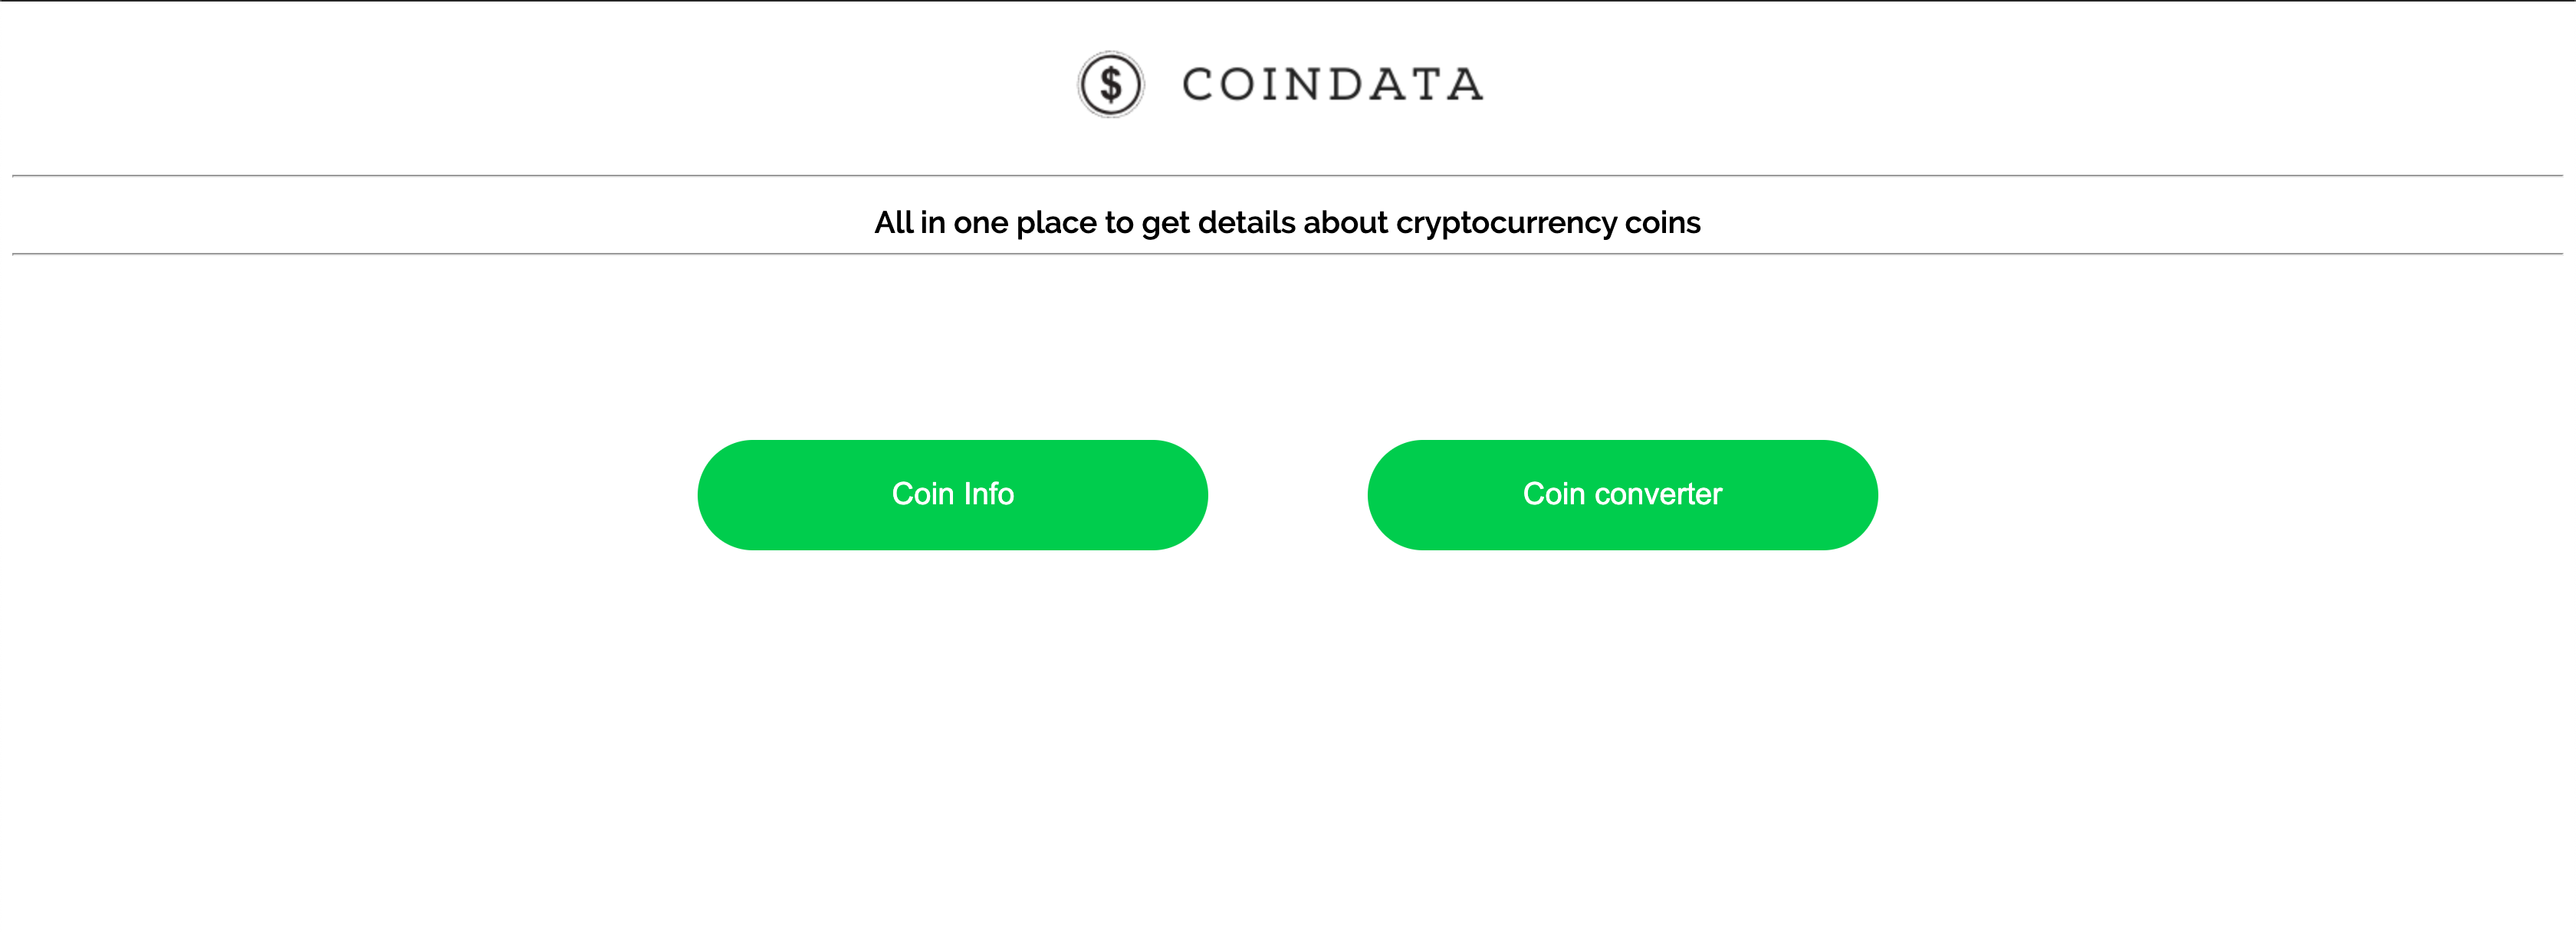 $ COINDATA
All in one place to get details about cryptocurrency coins
Coin Info
Coin converter